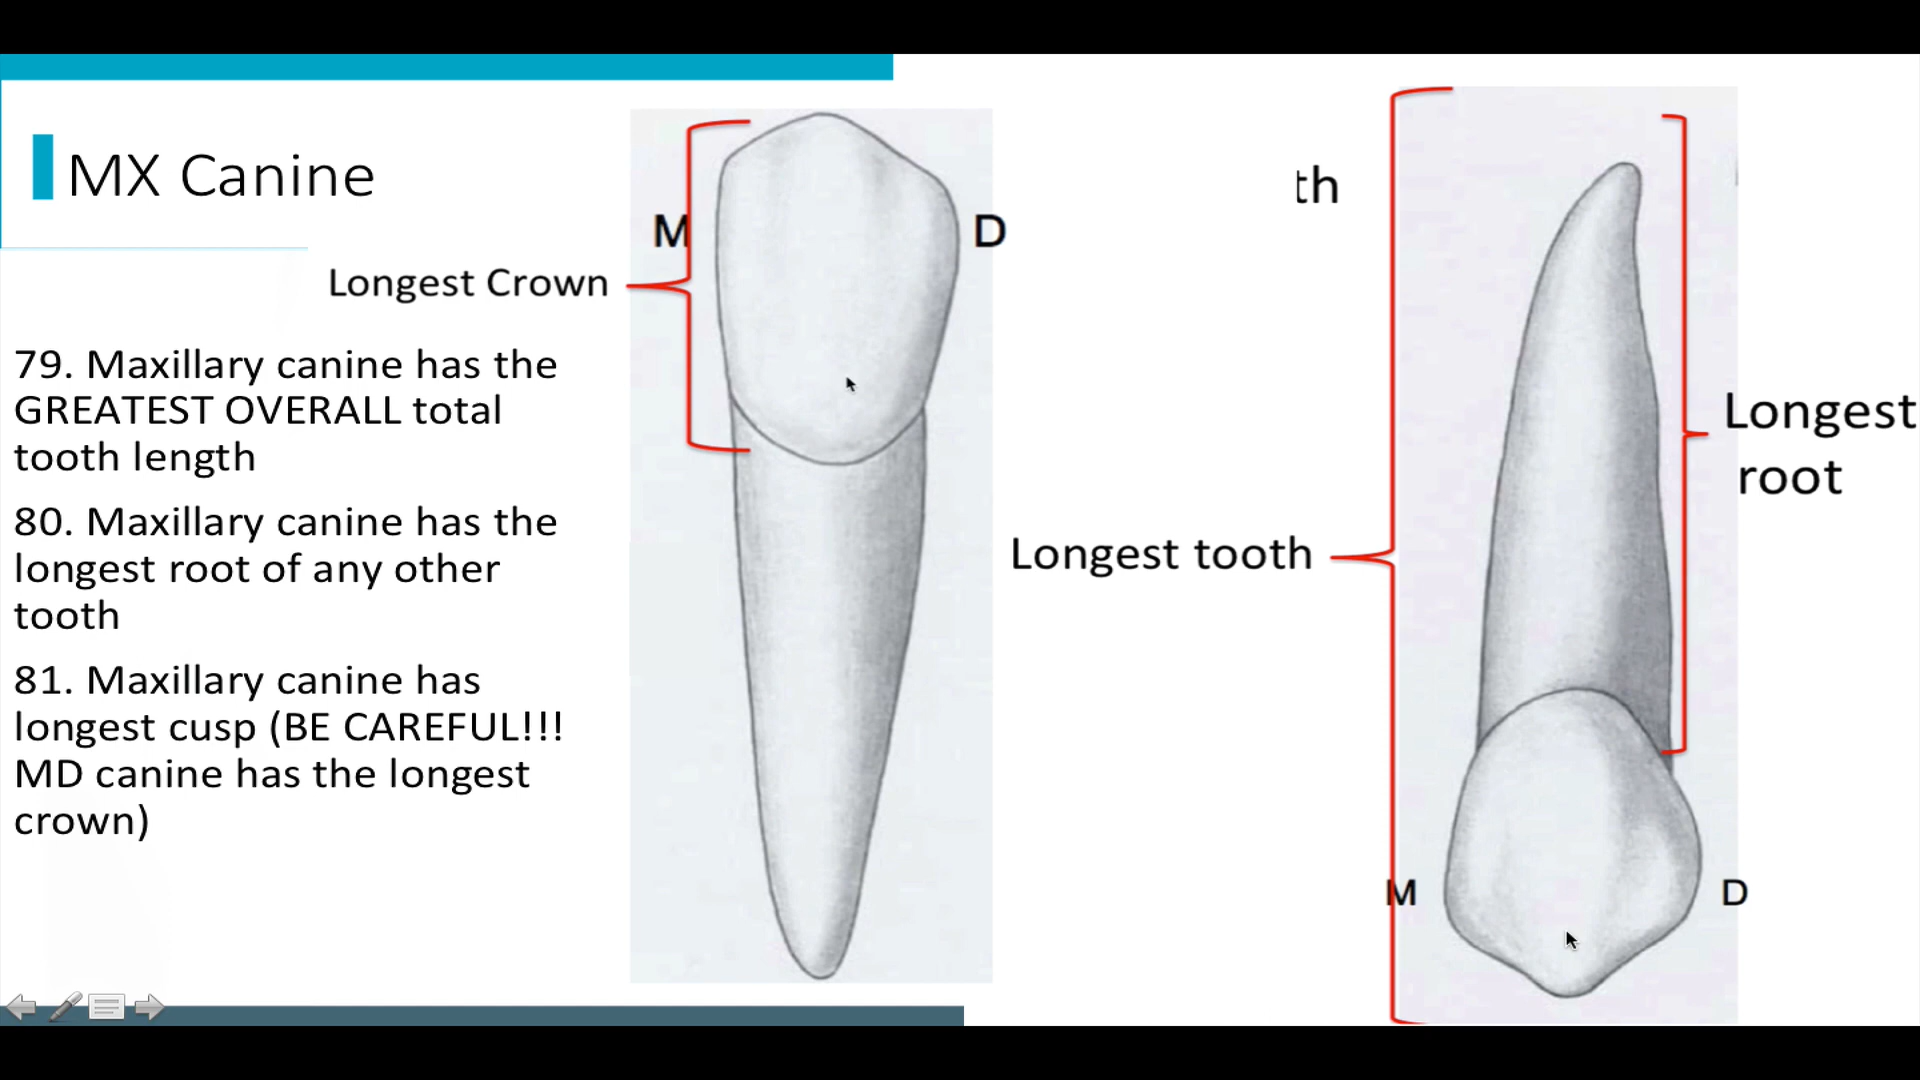 MX Canine
79. Maxillary canine has the
GREATEST OVERALL total
tooth length
80. Maxillary canine has the
longest root of any other
tooth
81. Maxillary canine has
longest cusp (BE CAREFUL!!!
MD canine has the longest
crown)
M
D
Longest Crown
th
Longest tooth
Longest
root
M
D